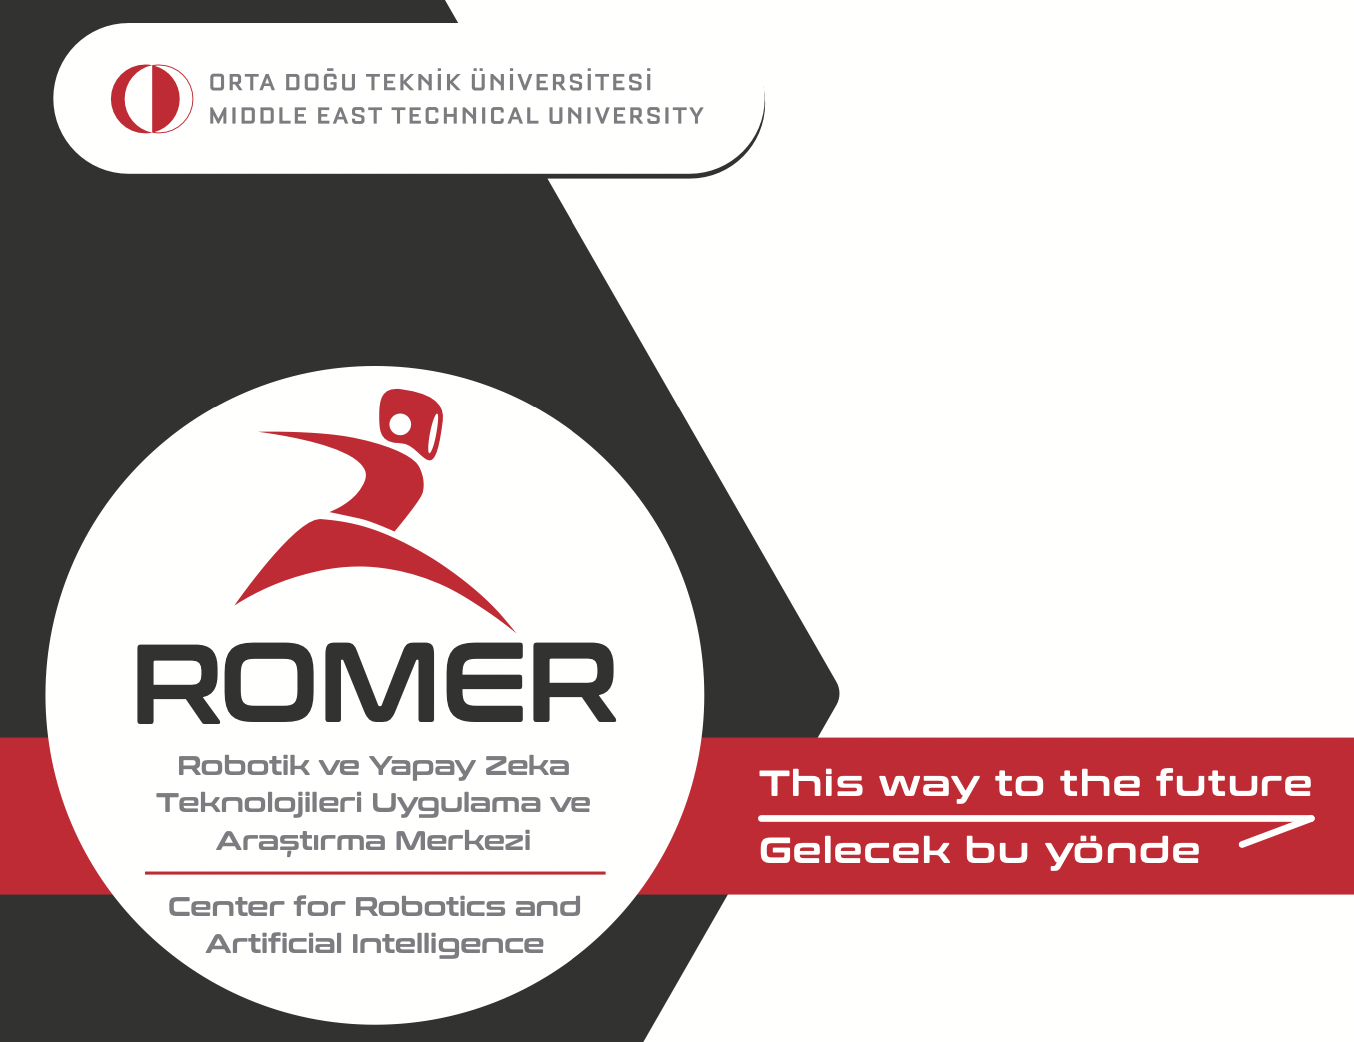 ORTA DOĞU TEKNİK ÜNİVERSİTESİ
MIDDLE EAST TECHNICAL UNIVERSITY
ROMER
Robotik ve Yapay Zeka
Teknolojileri Uygulama ve
Araştırma Merkezi
Center for Robotics and
Artificial Intelligence
This way to the future
Gelecek bu yönde